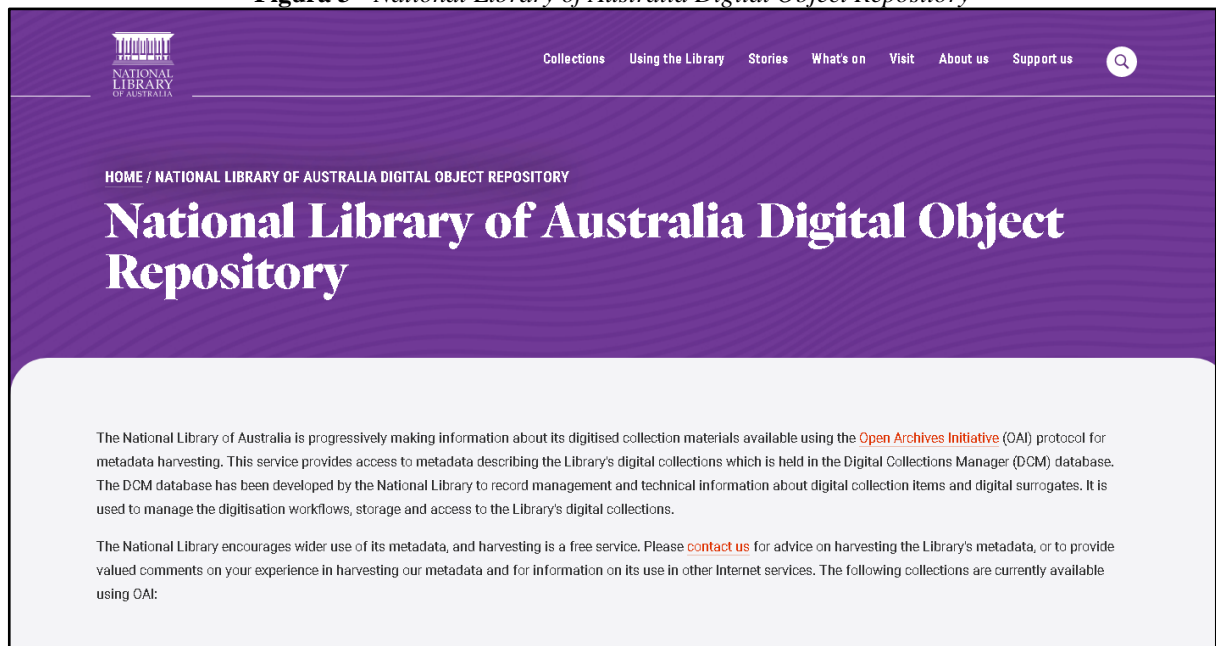 National Library of Australia Digital Object Repository
NATIONAL
LIBRARY
OF AUSTRALIA
Collections Using the Library Stories What's on Visit About us Support us
HOME / NATIONAL LIBRARY OF AUSTRALIA DIGITAL OBJECT REPOSITORY
National Library of Australia Digital Object
Repository
The National Library of Australia is progressively making information about its digitised collection materials available using the Open Archives Initiative (OAI) protocol for
metadata harvesting. This service provides access to metadata describing the Library's digital collections which is held in the Digital Collections Manager (DCM) database.
The DCM database has been developed by the National Library to record management and technical information about digital collection items and digital surrogates. It is
used to manage the digitisation workflows, storage and access to the Library's digital collections.
The National Library encourages wider use of its metadata, and harvesting is a free service. Please contact us for advice on harvesting the Library's metadata, or to provide
valued comments on your experience in harvesting our metadata and for information on its use in other Internet services. The following collections are currently available
using OAI: